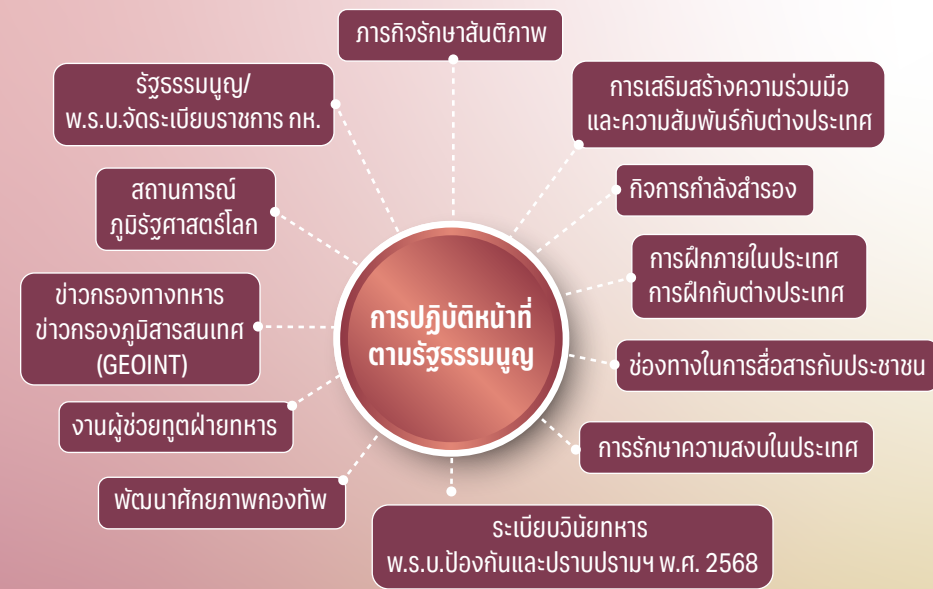 ภารกิจรักษาสันติภาพ
รัฐธรรมนูญ/
พ.ร.บ.จัดระเบียบราชการ กห.
การเสริมสร้างความร่วมมือ
และความสัมพันธ์กับต่างประเทศ
สถานการณ์
ภูมิรัฐศาสตร์โลก
กิจการกำลังสำรอง
การฝึกภายในประเทศ
การฝึกกับต่างประเทศ
ข่าวกรองทางทหาร
ข่าวกรองภูมิสารสนเทศ
(GEOINT)
การปฏิบัติหน้าที่
ตามรัฐธรรมนูญ
ช่องทางในการสื่อสารกับประชาชน
งานผู้ช่วยทูตฝ่ายทหาร
การรักษาความสงบในประเทศ
พัฒนาศักยภาพกองทัพ
ระเบียบวินัยทหาร
พ.ร.บ.ป้องกันและปราบปรามฯ พ.ศ. 2568